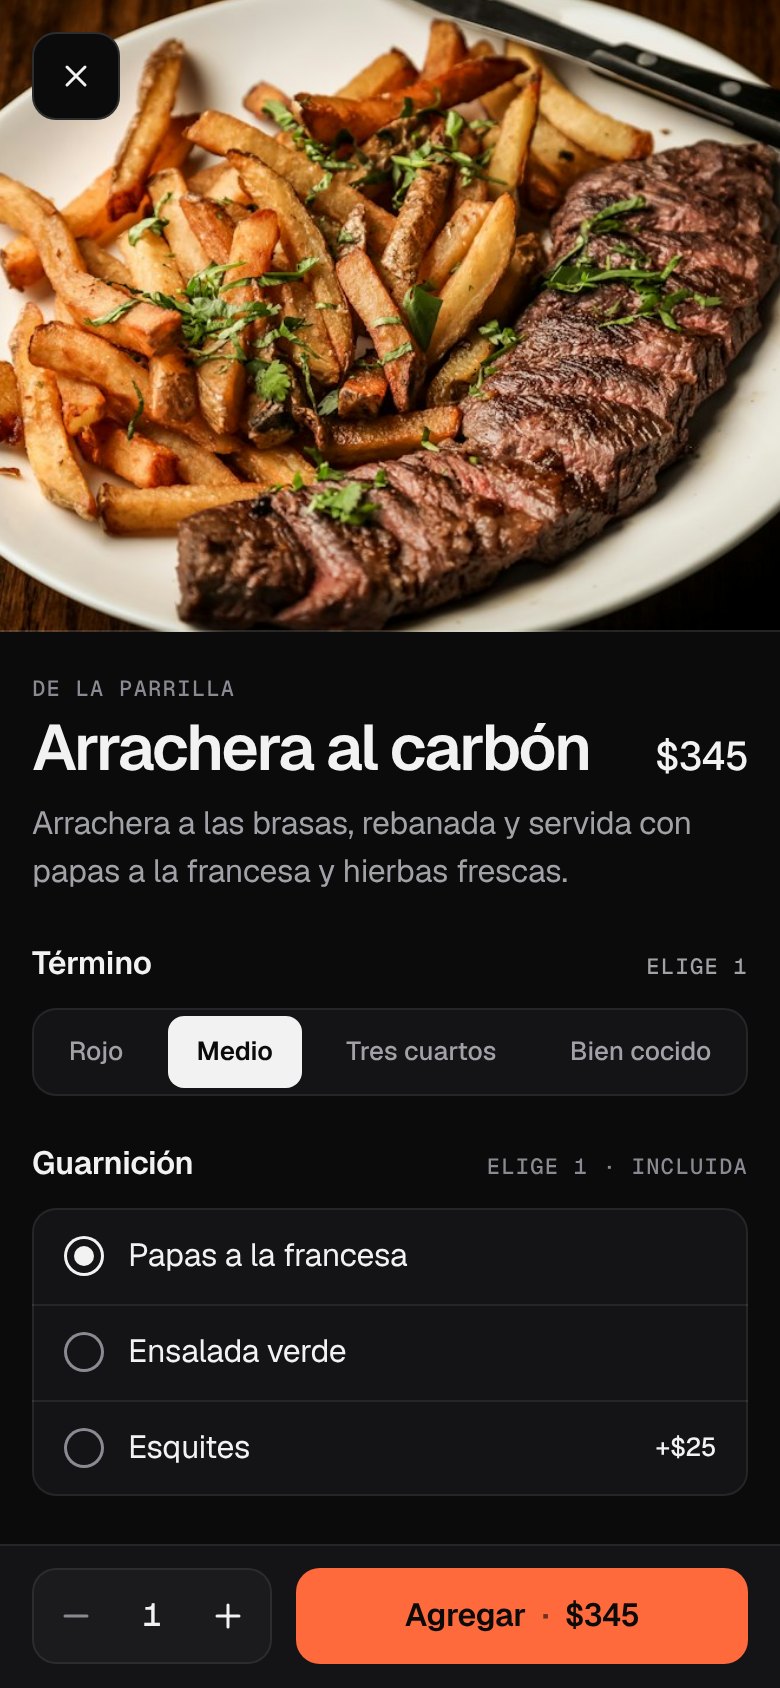 DE LA PARRILLA
Arrachera al carbón $345
Arrachera a las brasas, rebanada y servida con
papas a la francesa y hierbas frescas.
Término ELIGE 1
Rojo Medio Tres cuartos Bien cocido
Guarnición ELIGE 1 · INCLUIDA
Papas a la francesa
Ensalada verde
Esquites +$25
1 Agregar · $345